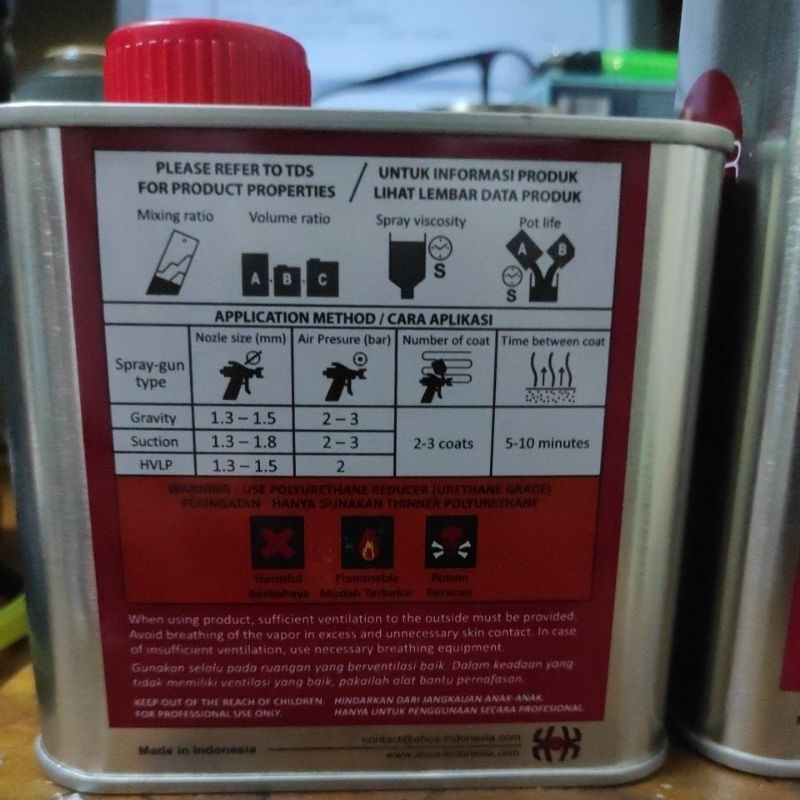 PLEASE REFER TO TDS
FOR PRODUCT PROPERTIES
/
UNTUK INFORMASI PRODUK
LIHAT LEMBAR DATA PRODUK
Mixing ratio
Volume ratio
Spray viscosity
Pot life
A B C
S
A B
S
APPLICATION METHOD / CARA APLIKASI
Spray-gun
type
Nozle size (mm)
Air Presure (bar)
Number of coat
Time between coat
Gravity 1.3 – 1.5 2 – 3
Suction 1.3 – 1.8 2 – 3 2-3 coats 5-10 minutes
HVLP 1.3 – 1.5 2
WARNING : USE POLYURETHANE REDUCER (URETHANE GRADE)
PERINGATAN : HANYA GUNAKAN THINNER POLYURETHANE
Harmful
Berbahaya
Flammable
Mudah Terbakar
Poison
Beracun
When using product, sufficient ventilation to the outside must be provided.
Avoid breathing of the vapor in excess and unnecessary skin contact. In case
of insufficient ventilation, use necessary breathing equipment.
Gunakan selalu pada ruangan yang berventilasi baik. Dalam keadaan yang
tidak memiliki ventilasi yang baik, pakailah alat bantu pernafasan.
KEEP OUT OF THE REACH OF CHILDREN.
FOR PROFESSIONAL USE ONLY.
HINDARKAN DARI JANGKAUAN ANAK-ANAK.
HANYA UNTUK PENGGUNAAN SECARA PROFESIONAL.
Made in Indonesia
contact@abca-indonesia.com
www.abca-indonesia.com